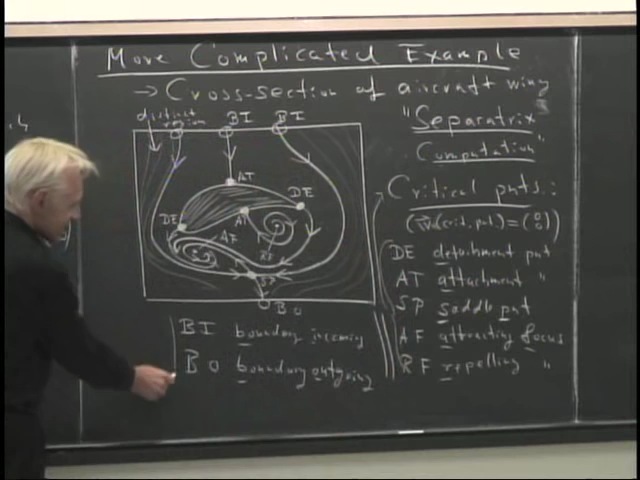 More Complicated Example
→ Cross-section of aircraft wing
distinct region BI BI
"Separatrix
Computation"
AT
Critical pnts.:
DE AT DE
(v(crit. pnt.) = (0 0))
AF RF
DE detachment pnt
AT attachment "
SP
SP saddle pnt
BO
BI boundary incoming
AF attracting focus
BO boundary outgoing
RF repelling "